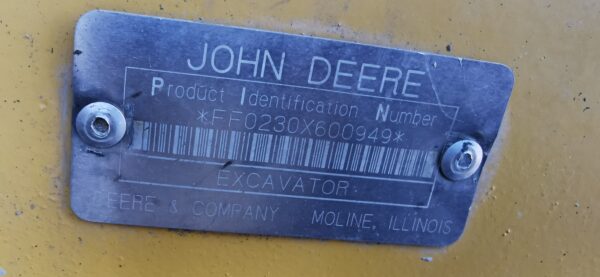 JOHN DEERE
Product Identification Number
*FF0230X600949*
EXCAVATOR
DEERE & COMPANY MOLINE, ILLINOIS